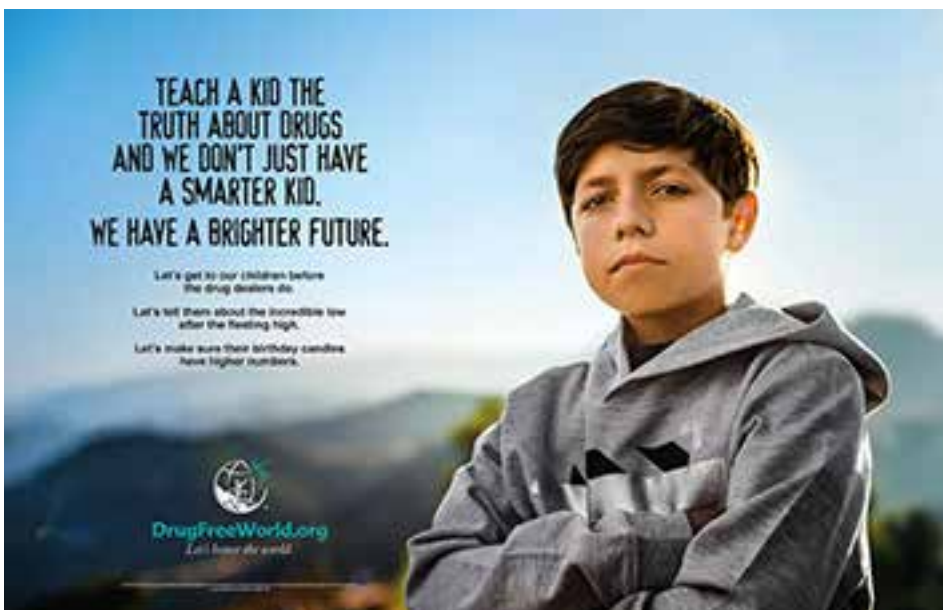 TEACH A KID THE
TRUTH ABOUT DRUGS
AND WE DON'T JUST HAVE
A SMARTER KID.
WE HAVE A BRIGHTER FUTURE.
Let's get to our children before
the drug dealers do.
Let's tell them about the incredible low
after the fleeting high.
Let's make sure their birthday candles
have higher numbers.
DrugFreeWorld.org
the world